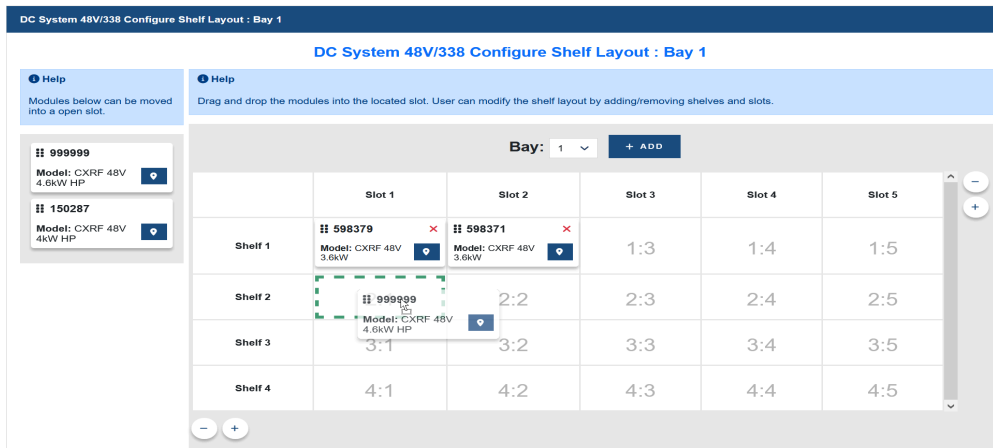 DC System 48V/338 Configure Shelf Layout : Bay 1
DC System 48V/338 Configure Shelf Layout : Bay 1
Help
Modules below can be moved
into a open slot.
Help
Drag and drop the modules into the located slot. User can modify the shelf layout by adding/removing shelves and slots.
999999
Model: CXRF 48V
4.6kW HP
150287
Model: CXRF 48V
4kW HP
Bay: 1
+ ADD
Slot 1 Slot 2 Slot 3 Slot 4 Slot 5
Shelf 1
598379
Model: CXRF 48V
3.6kW
598371
Model: CXRF 48V
3.6kW
1:3 1:4 1:5
Shelf 2
999999
Model: CXRF 48V
4.6kW HP
2:2 2:3 2:4 2:5
Shelf 3 3:1 3:2 3:3 3:4 3:5
Shelf 4 4:1 4:2 4:3 4:4 4:5